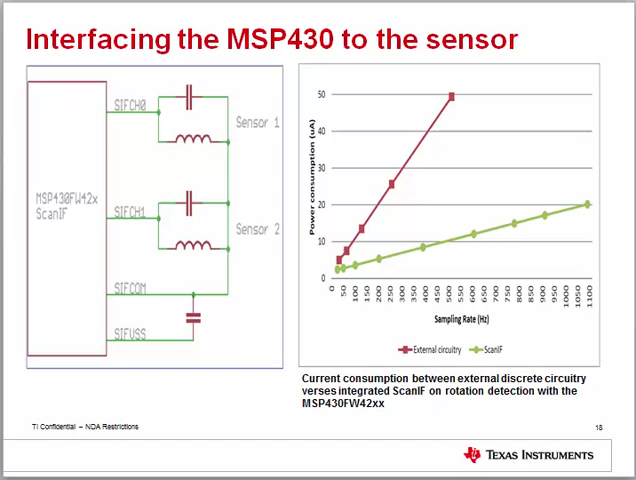 Interfacing the MSP430 to the sensor
SIFCH0
Sensor 1
MSP430FW42x
ScanIF
SIFCH1
Sensor 2
SIFCOM
SIFVSS
Power consumption (uA)
50
40
30
20
10
0
0 50 100 150 200 250 300 350 400 450 500 550 600 650 700 750 800 850 900 950 1000 1050 1100
Sampling Rate (Hz)
External circuitry ScanIF
Current consumption between external discrete circuitry
verses integrated ScanIF on rotation detection with the
MSP430FW42xx
TI Confidential – NDA Restrictions
18
TEXAS INSTRUMENTS